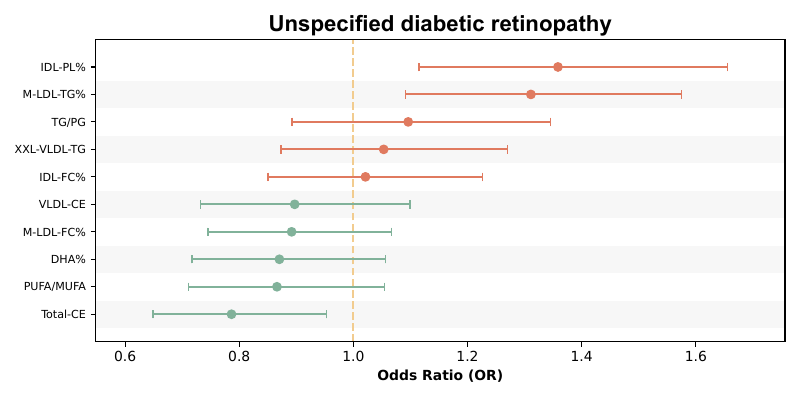 Unspecified diabetic retinopathy
IDL-PL%
M-LDL-TG%
TG/PG
XXL-VLDL-TG
IDL-FC%
VLDL-CE
M-LDL-FC%
DHA%
PUFA/MUFA
Total-CE
0.6 0.8 1.0 1.2 1.4 1.6
Odds Ratio (OR)